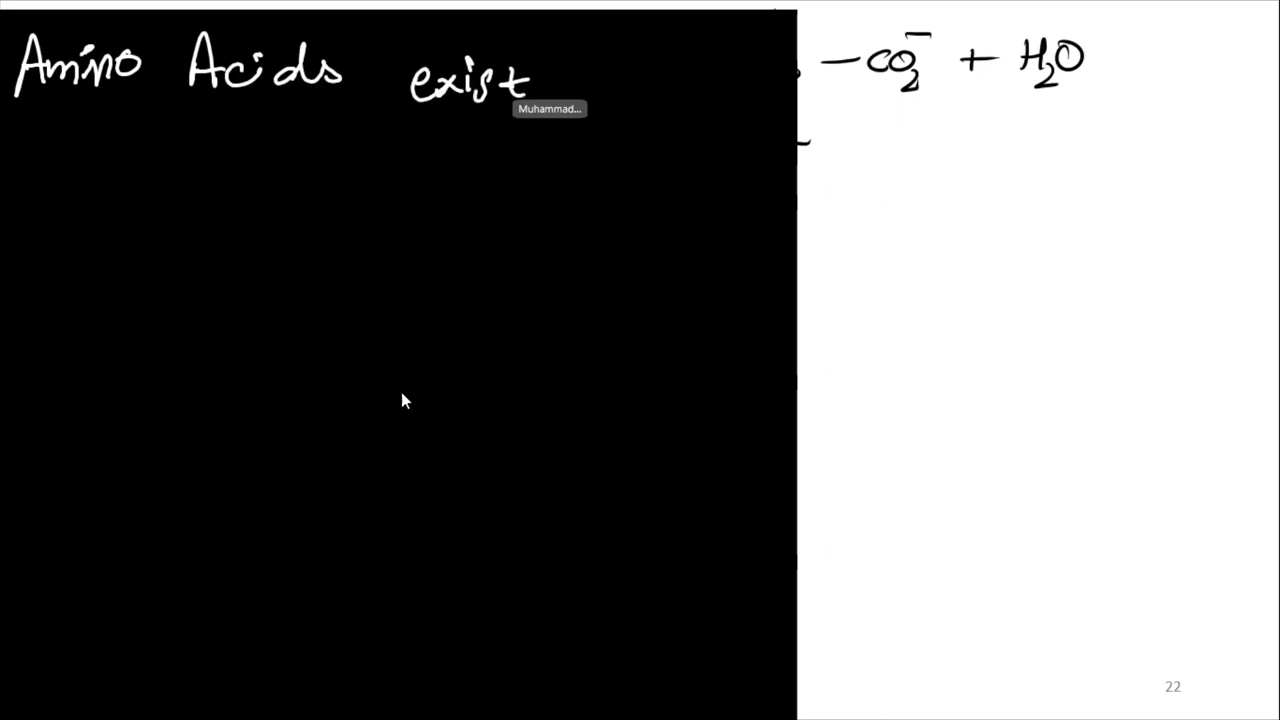 Amino Acids exist
Muhammad...
– CO₂⁻ + H₂O
22